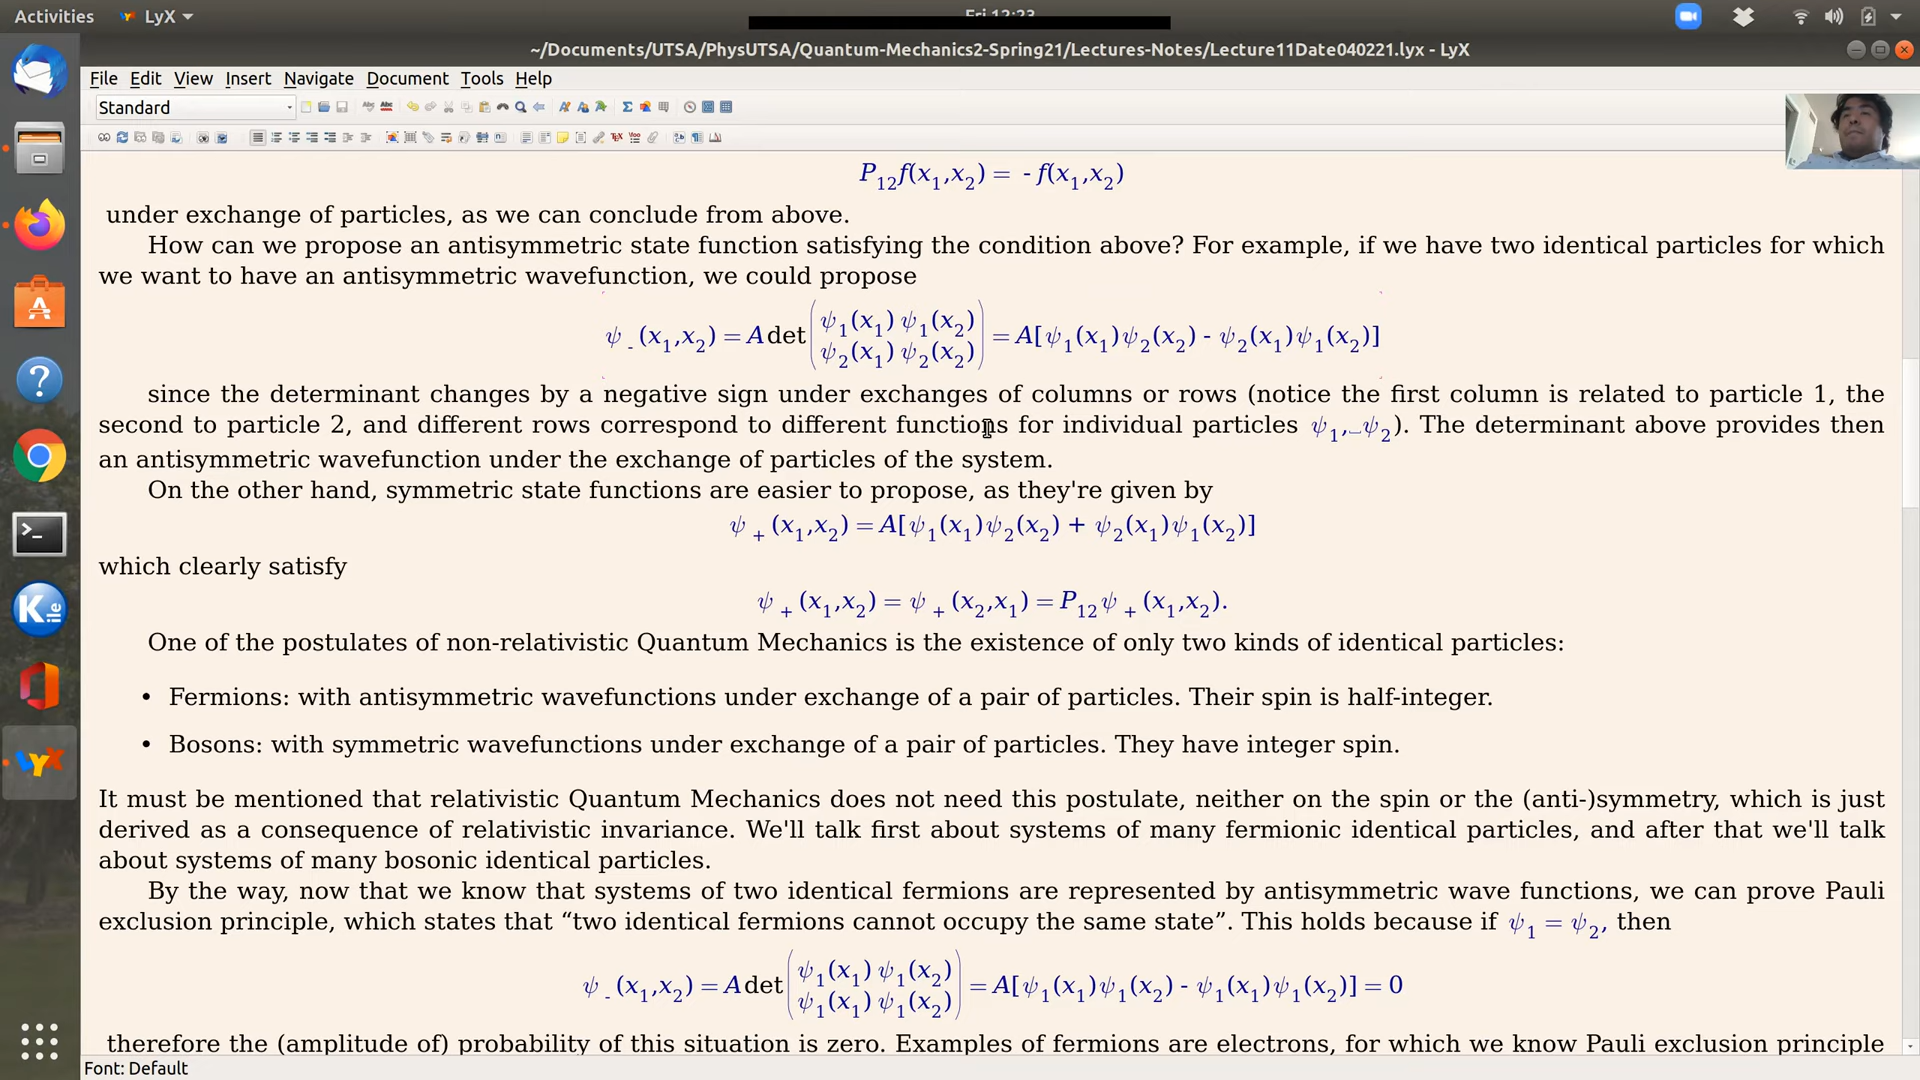 Activities LyX Fri 12:23
~/Documents/UTSA/PhysUTSA/Quantum-Mechanics2-Spring21/Lectures-Notes/Lecture11Date040221.lyx - LyX
File Edit View Insert Navigate Document Tools Help
Standard
P₁₂f(x₁,x₂) = - f(x₁,x₂)
under exchange of particles, as we can conclude from above.
How can we propose an antisymmetric state function satisfying the condition above? For example, if we have two identical particles for which
we want to have an antisymmetric wavefunction, we could propose
ψ₋(x₁,x₂) = A det(ψ₁(x₁) ψ₁(x₂) ψ₂(x₁) ψ₂(x₂)) = A[ψ₁(x₁)ψ₂(x₂) - ψ₂(x₁)ψ₁(x₂)]
since the determinant changes by a negative sign under exchanges of columns or rows (notice the first column is related to particle 1, the
second to particle 2, and different rows correspond to different functions for individual particles ψ₁, ψ₂). The determinant above provides then
an antisymmetric wavefunction under the exchange of particles of the system.
On the other hand, symmetric state functions are easier to propose, as they're given by
ψ₊(x₁,x₂) = A[ψ₁(x₁)ψ₂(x₂) + ψ₂(x₁)ψ₁(x₂)]
which clearly satisfy
ψ₊(x₁,x₂) = ψ₊(x₂,x₁) = P₁₂ψ₊(x₁,x₂).
One of the postulates of non-relativistic Quantum Mechanics is the existence of only two kinds of identical particles:
• Fermions: with antisymmetric wavefunctions under exchange of a pair of particles. Their spin is half-integer.
• Bosons: with symmetric wavefunctions under exchange of a pair of particles. They have integer spin.
It must be mentioned that relativistic Quantum Mechanics does not need this postulate, neither on the spin or the (anti-)symmetry, which is just
derived as a consequence of relativistic invariance. We'll talk first about systems of many fermionic identical particles, and after that we'll talk
about systems of many bosonic identical particles.
By the way, now that we know that systems of two identical fermions are represented by antisymmetric wave functions, we can prove Pauli
exclusion principle, which states that “two identical fermions cannot occupy the same state”. This holds because if ψ₁ = ψ₂, then
ψ₋(x₁,x₂) = A det(ψ₁(x₁) ψ₁(x₂) ψ₁(x₁) ψ₁(x₂)) = A[ψ₁(x₁)ψ₁(x₂) - ψ₁(x₁)ψ₁(x₂)] = 0
therefore the (amplitude of) probability of this situation is zero. Examples of fermions are electrons, for which we know Pauli exclusion principle
Font: Default